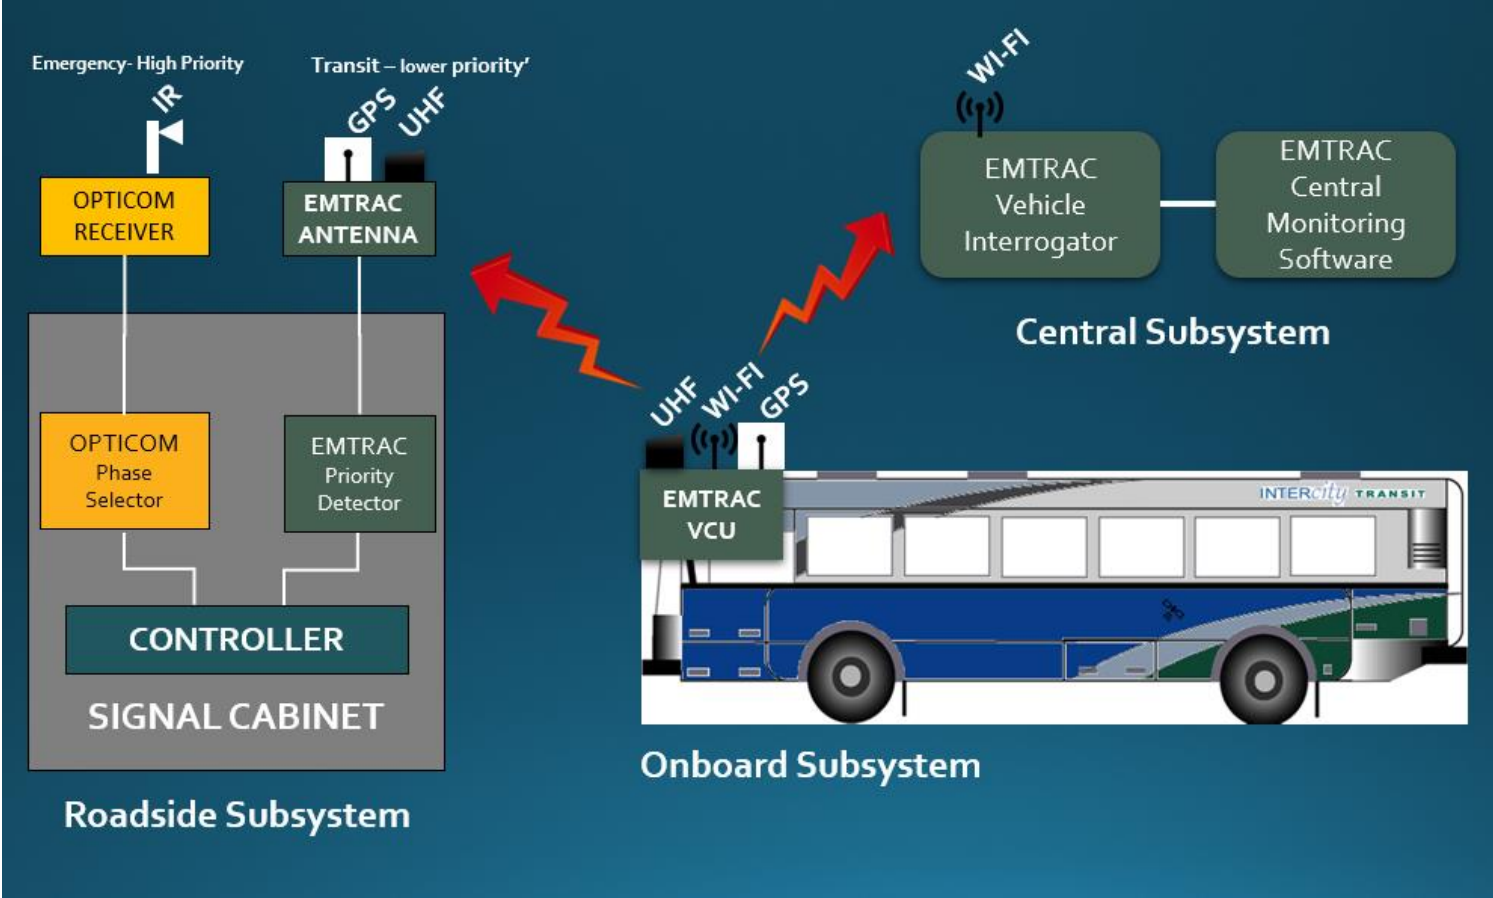 Emergency- High Priority
IR
OPTICOM
RECEIVER
Transit – lower priority’
GPS
UHF
EMTRAC
ANTENNA
OPTICOM
Phase
Selector
EMTRAC
Priority
Detector
CONTROLLER
SIGNAL CABINET
Roadside Subsystem
WI-FI
EMTRAC
Vehicle
Interrogator
EMTRAC
Central
Monitoring
Software
Central Subsystem
UHF
WI-FI
GPS
EMTRAC
VCU
INTERcity TRANSIT
Onboard Subsystem